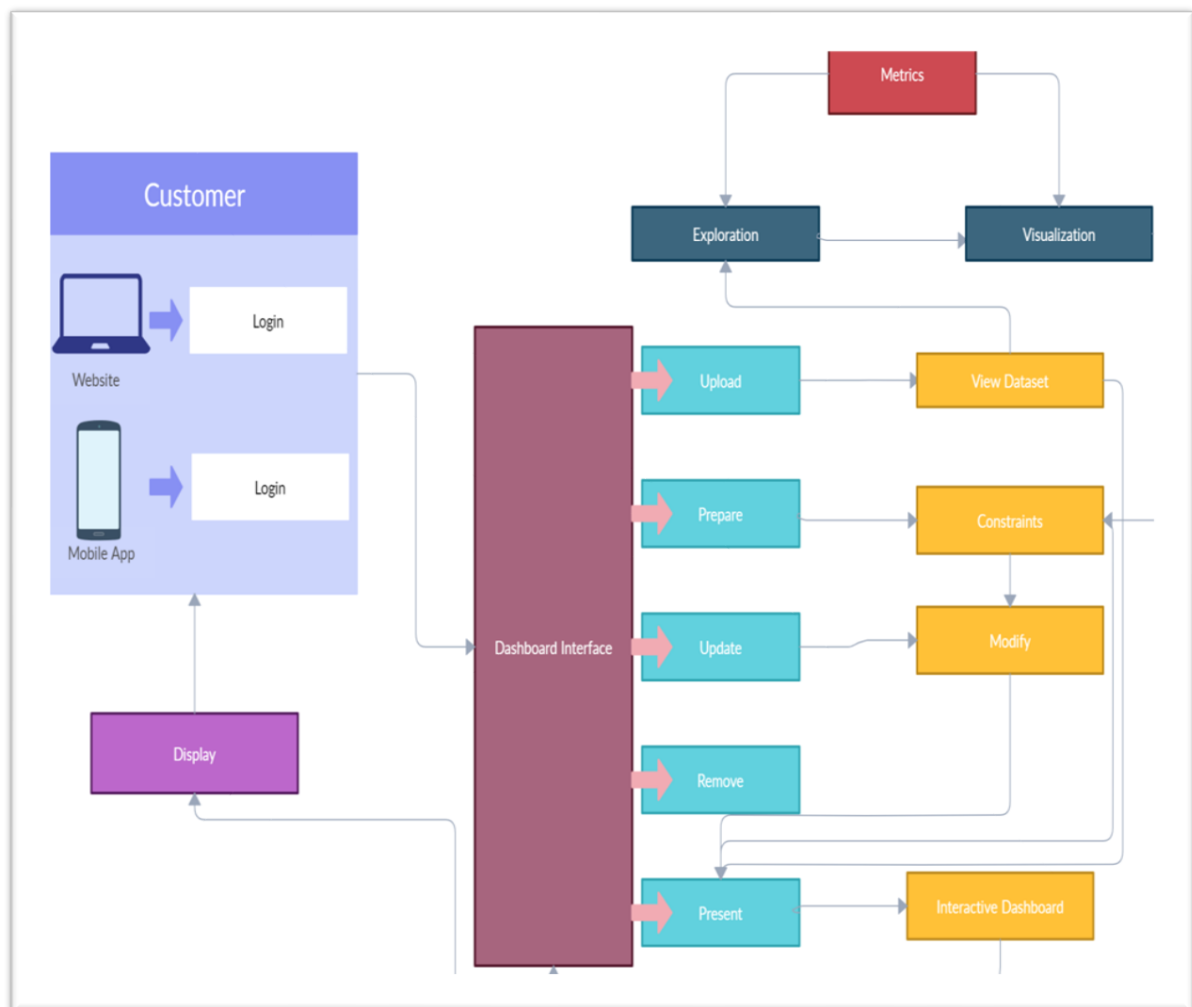 Metrics
Customer
Exploration
Visualization
Login
Website
Upload
View Dataset
Login
Mobile App
Prepare
Constraints
Dashboard Interface
Update
Modify
Display
Remove
Present
Interactive Dashboard